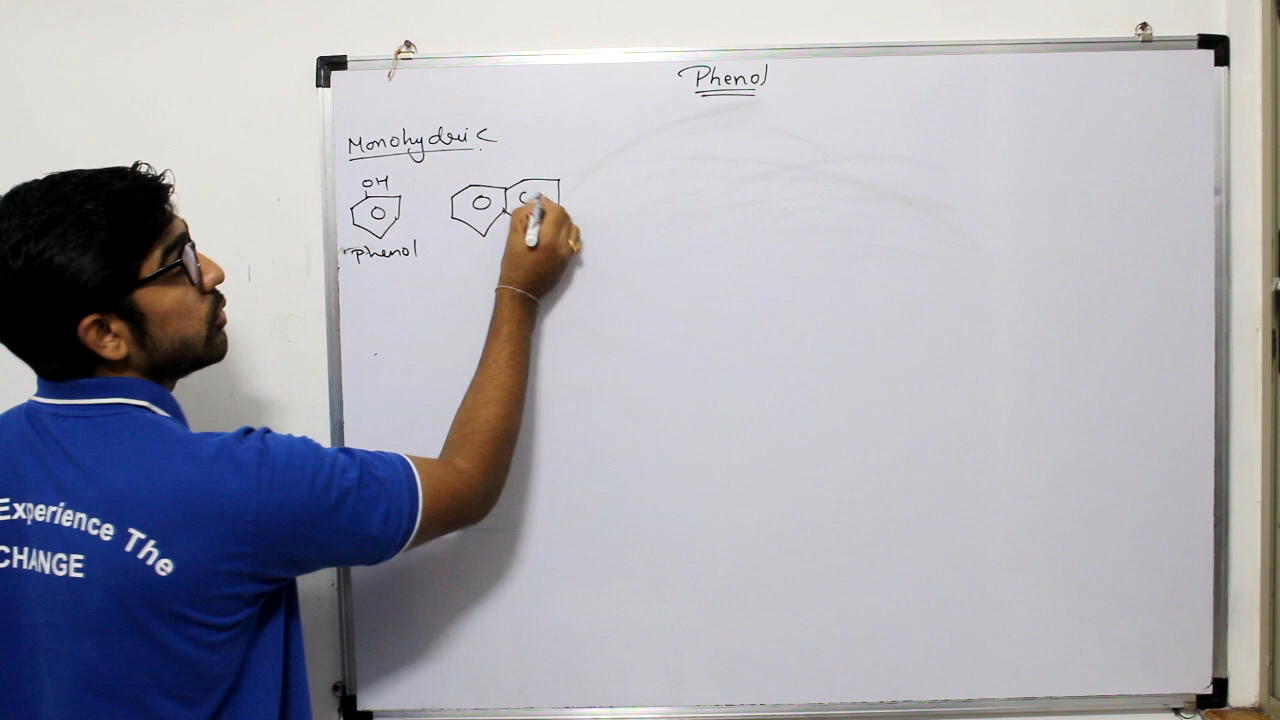 Phenol
Monohydric
OH
Phenol
Experience The
CHANGE